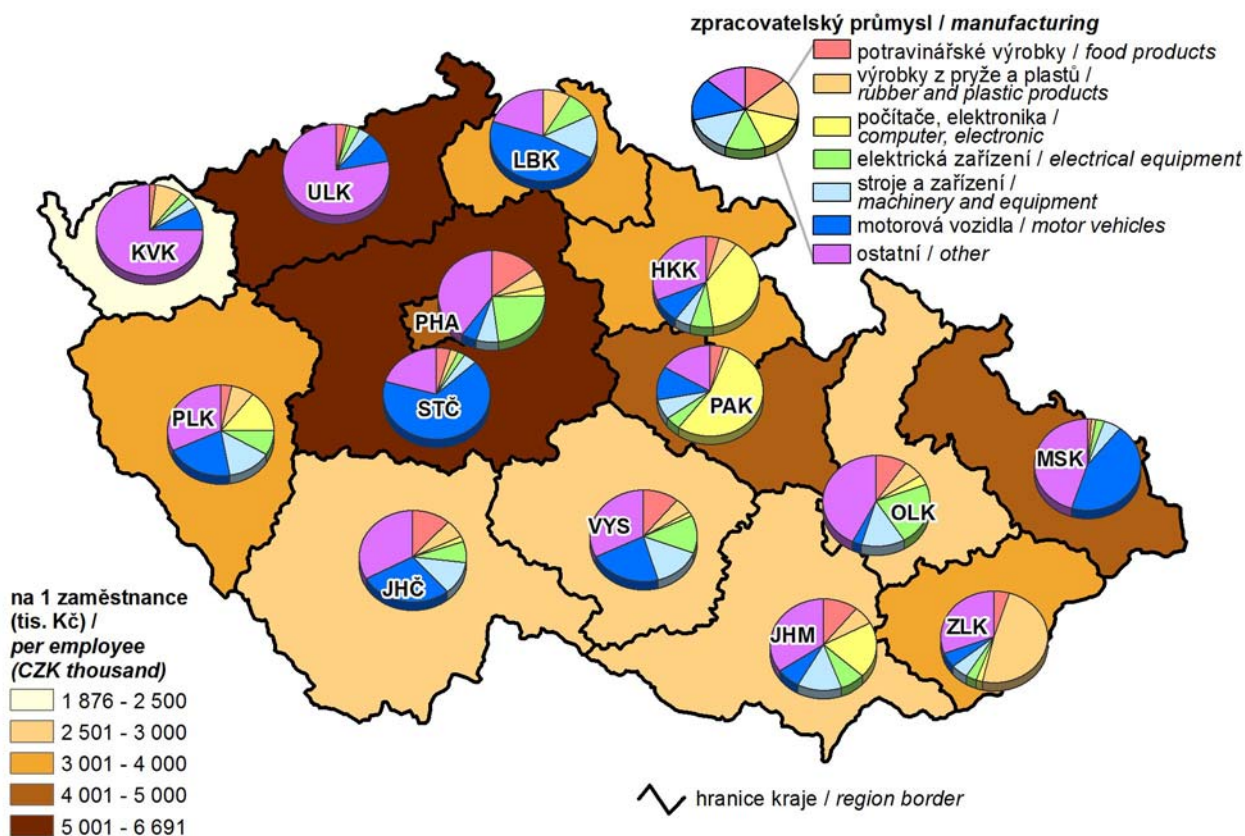 zpracovatelský průmysl / manufacturing
potravinářské výrobky / food products
výrobky z pryže a plastů /
rubber and plastic products
počítače, elektronika /
computer, electronic
elektrická zařízení / electrical equipment
stroje a zařízení /
machinery and equipment
motorová vozidla / motor vehicles
ostatní / other
LBK
ULK
KVK
HKK
PHA
STČ
PAK
PLK
MSK
OLK
VYS
JHČ
JHM
ZLK
na 1 zaměstnance
(tis. Kč) /
per employee
(CZK thousand)
1 876 - 2 500
2 501 - 3 000
3 001 - 4 000
4 001 - 5 000
5 001 - 6 691
hranice kraje / region border